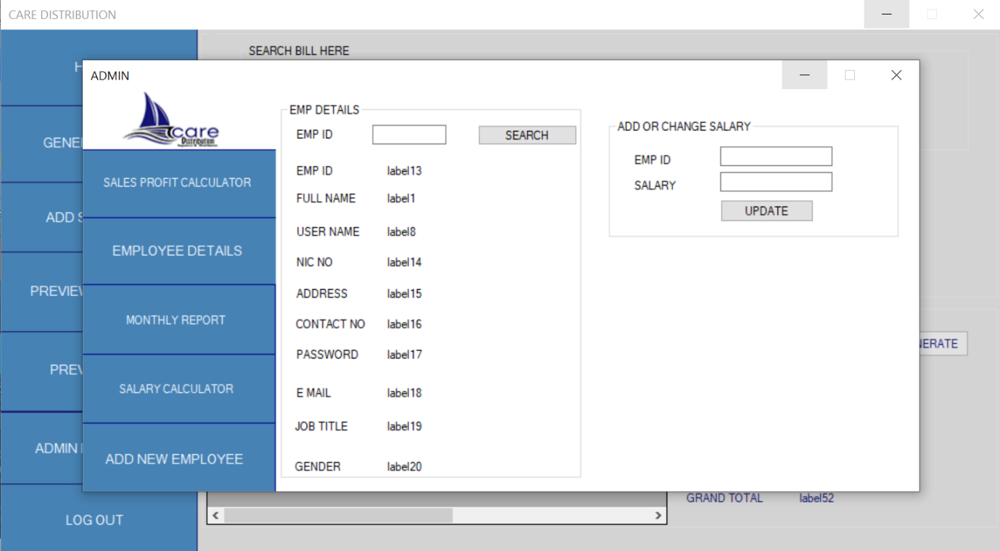 CARE DISTRIBUTION
SEARCH BILL HERE
H
GENE
ADD S
PREVIEW
PREV
ADMIN
LOG OUT
ADMIN
care
Distribution
SALES PROFIT CALCULATOR
EMPLOYEE DETAILS
MONTHLY REPORT
SALARY CALCULATOR
ADD NEW EMPLOYEE
EMP DETAILS
EMP ID
SEARCH
EMP ID label13
FULL NAME label1
USER NAME label8
NIC NO label14
ADDRESS label15
CONTACT NO label16
PASSWORD label17
E MAIL label18
JOB TITLE label19
GENDER label20
ADD OR CHANGE SALARY
EMP ID
SALARY
UPDATE
NERATE
GRAND TOTAL label52